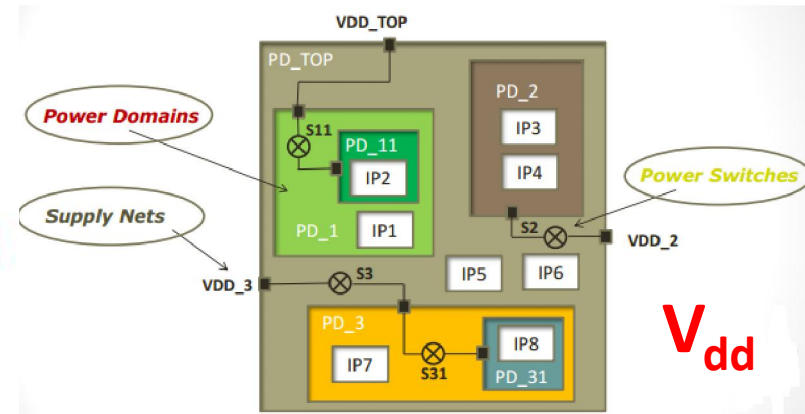 VDD_TOP
PD_TOP
PD_2
Power Domains
IP3
S11
PD_11
IP4
IP2
Power Switches
Supply Nets
PD_1
IP1
S2
VDD_2
VDD_3
S3
IP5
IP6
PD_3
IP8
IP7
S31
PD_31
Vdd